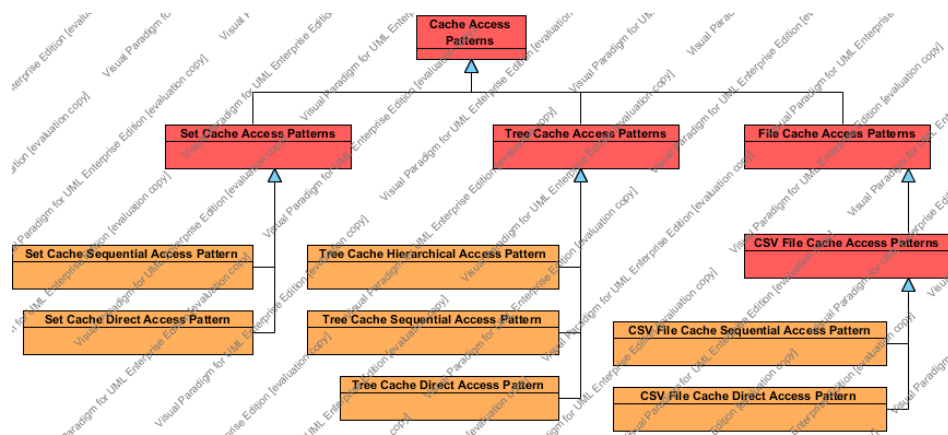 Cache Access
Patterns
Set Cache Access Patterns
Tree Cache Access Patterns
File Cache Access Patterns
CSV File Cache Access Patterns
Set Cache Sequential Access Pattern
Tree Cache Hierarchical Access Pattern
Set Cache Direct Access Pattern
Tree Cache Sequential Access Pattern
CSV File Cache Sequential Access Pattern
Tree Cache Direct Access Pattern
CSV File Cache Direct Access Pattern
Visual Paradigm for UML Enterprise Edition [evaluation copy]